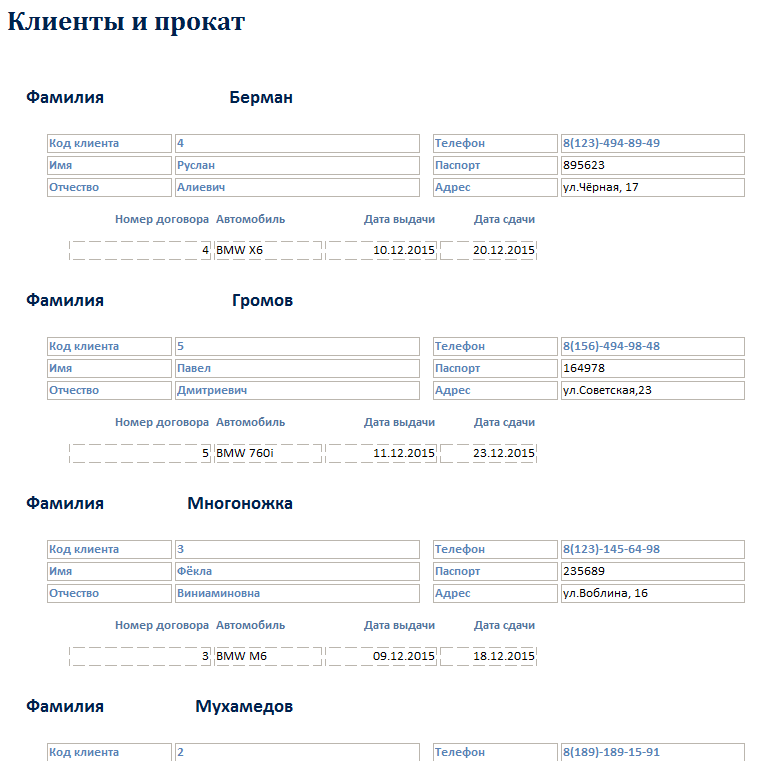 Клиенты и прокат
Фамилия Берман
Код клиента 4 Телефон 8(123)-494-89-49
Имя Руслан Паспорт 895623
Отчество Алиевич Адрес ул.Чёрная, 17
Номер договора Автомобиль Дата выдачи Дата сдачи
4 BMW X6 10.12.2015 20.12.2015
Фамилия Громов
Код клиента 5 Телефон 8(156)-494-98-48
Имя Павел Паспорт 164978
Отчество Дмитриевич Адрес ул.Советская,23
Номер договора Автомобиль Дата выдачи Дата сдачи
5 BMW 760i 11.12.2015 23.12.2015
Фамилия Многоножка
Код клиента 3 Телефон 8(123)-145-64-98
Имя Фёкла Паспорт 235689
Отчество Виниаминовна Адрес ул.Воблина, 16
Номер договора Автомобиль Дата выдачи Дата сдачи
3 BMW M6 09.12.2015 18.12.2015
Фамилия Мухамедов
Код клиента 2 Телефон 8(189)-189-15-91